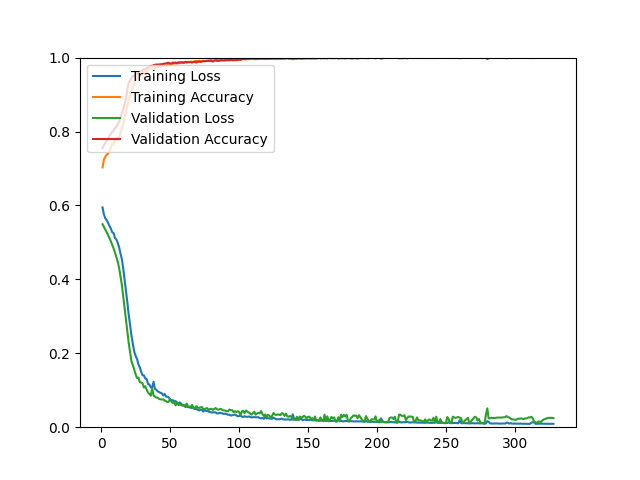 1.0
0.8
0.6
0.4
0.2
0.0
Training Loss
Training Accuracy
Validation Loss
Validation Accuracy
0 50 100 150 200 250 300